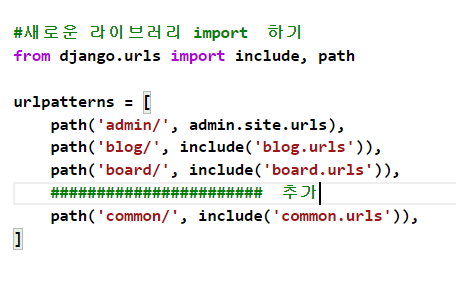 #새로운 라이브러리 import 하기
from django.urls import include, path
urlpatterns = [
path('admin/', admin.site.urls),
path('blog/', include('blog.urls')),
path('board/', include('board.urls')),
####################### 추가
path('common/', include('common.urls')),
]